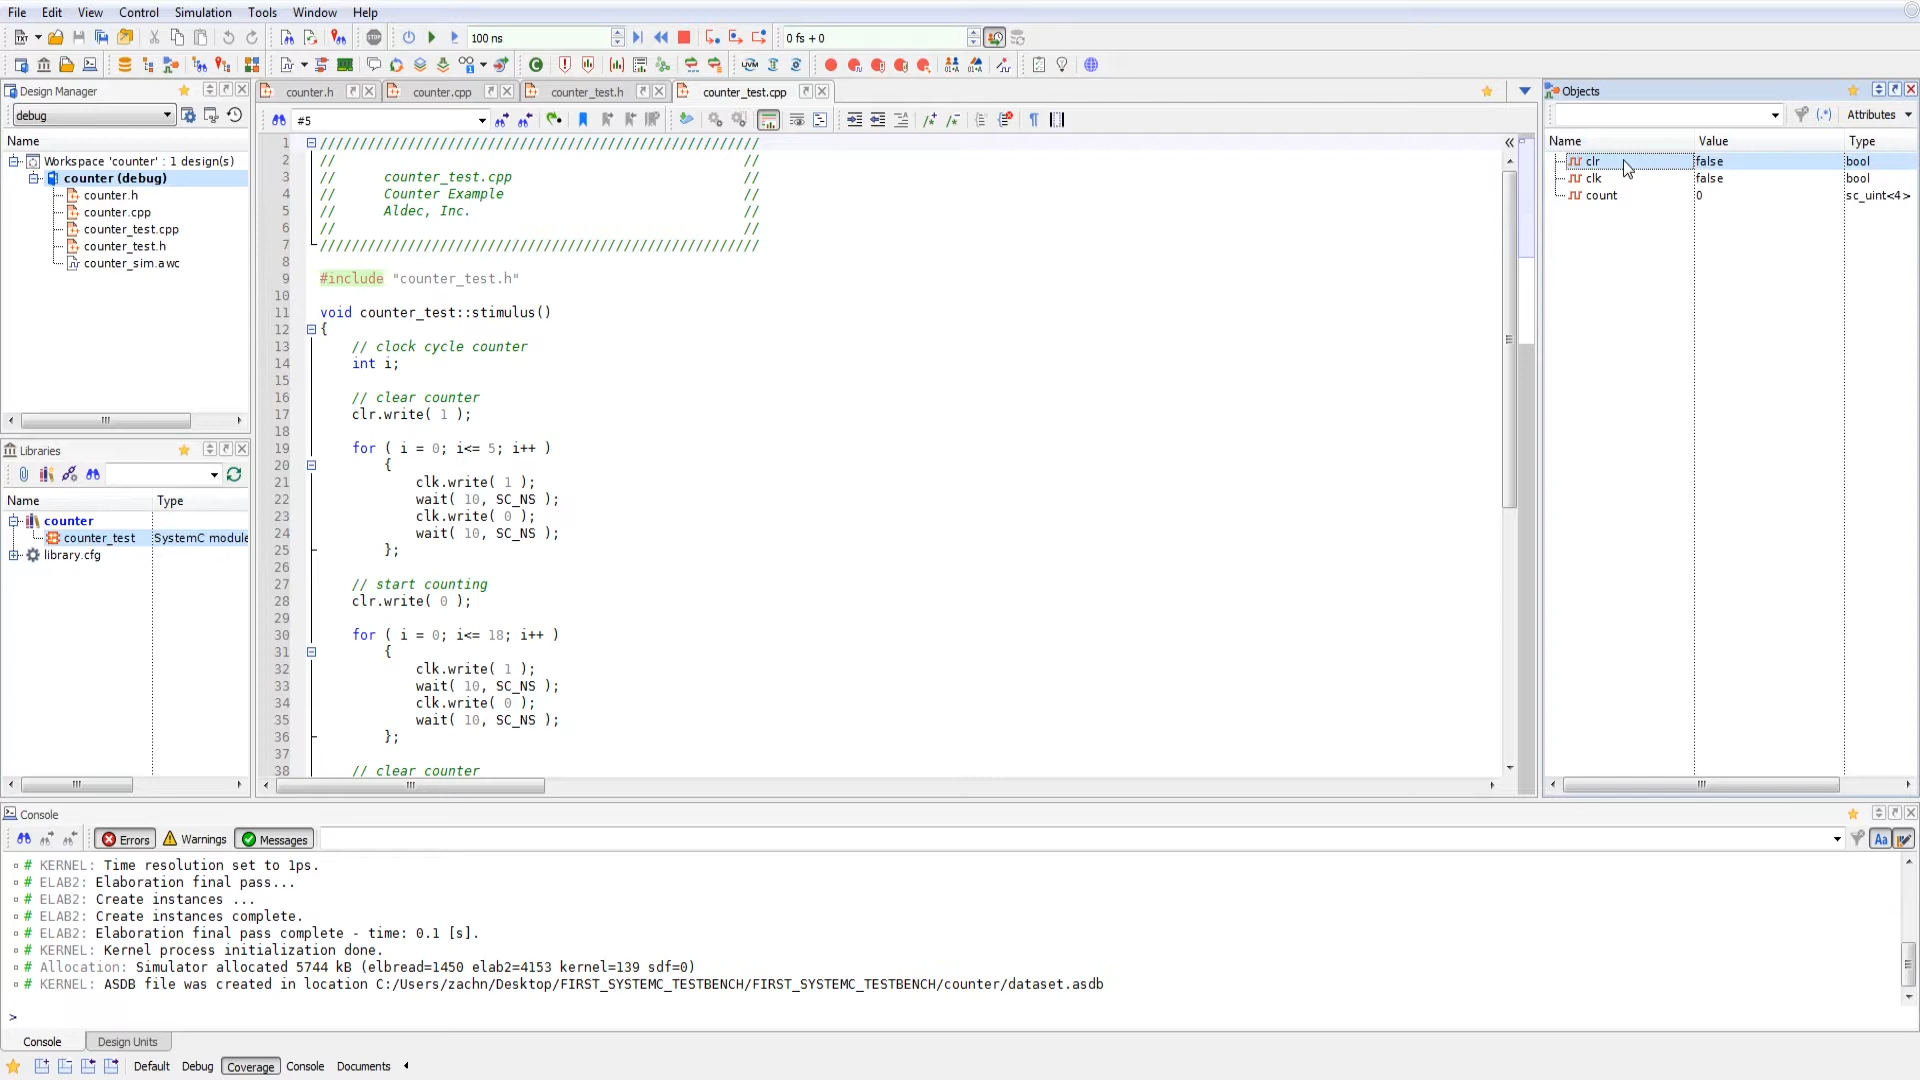 File Edit View Control Simulation Tools Window Help
100 ns
0 fs + 0
Design Manager
debug
Name
Workspace 'counter' : 1 design(s)
counter (debug)
counter.h
counter.cpp
counter_test.cpp
counter_test.h
counter_sim.awc
Libraries
Name Type
counter
counter_test SystemC module
library.cfg
counter.h counter.cpp counter_test.h counter_test.cpp
#5
1 ////////////////////////////////////////////////////////
2 // //
3 // counter_test.cpp //
4 // Counter Example //
5 // Aldec, Inc. //
6 // //
7 ////////////////////////////////////////////////////////
8
9 #include "counter_test.h"
10
11 void counter_test::stimulus()
12 {
13 // clock cycle counter
14 int i;
15
16 // clear counter
17 clr.write( 1 );
18
19 for ( i = 0; i<= 5; i++ )
20 {
21 clk.write( 1 );
22 wait( 10, SC_NS );
23 clk.write( 0 );
24 wait( 10, SC_NS );
25 };
26
27 // start counting
28 clr.write( 0 );
29
30 for ( i = 0; i<= 18; i++ )
31 {
32 clk.write( 1 );
33 wait( 10, SC_NS );
34 clk.write( 0 );
35 wait( 10, SC_NS );
36 };
37
38 // clear counter
Objects
Attributes
Name Value Type
clr false bool
clk false bool
count 0 sc_uint<4>
Console
Errors Warnings Messages
# KERNEL: Time resolution set to 1ps.
# ELAB2: Elaboration final pass...
# ELAB2: Create instances ...
# ELAB2: Create instances complete.
# ELAB2: Elaboration final pass complete - time: 0.1 [s].
# KERNEL: Kernel process initialization done.
# Allocation: Simulator allocated 5744 kB (elbread=1450 elab2=4153 kernel=139 sdf=0)
# KERNEL: ASDB file was created in location C:/Users/zachn/Desktop/FIRST_SYSTEMC_TESTBENCH/FIRST_SYSTEMC_TESTBENCH/counter/dataset.asdb
>
Console Design Units
Default Debug Coverage Console Documents